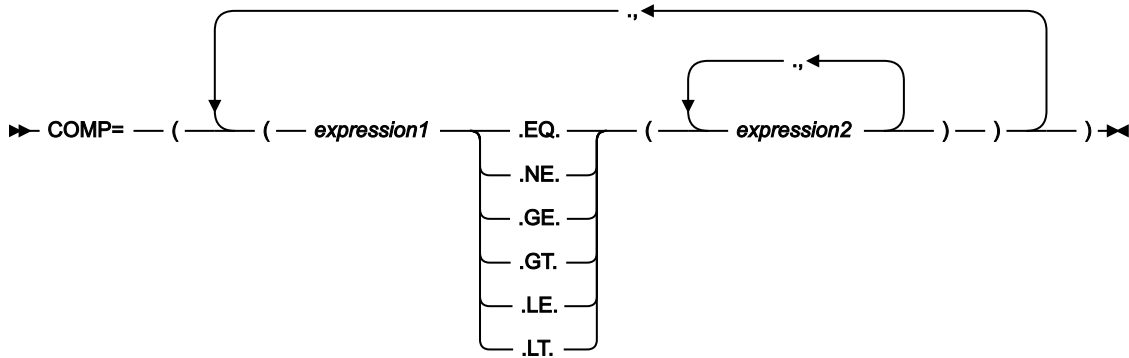 .,
.,
COMP= ( ( expression1 .EQ. ( expression2 ) ) )
.NE.
.GE.
.GT.
.LE.
.LT.